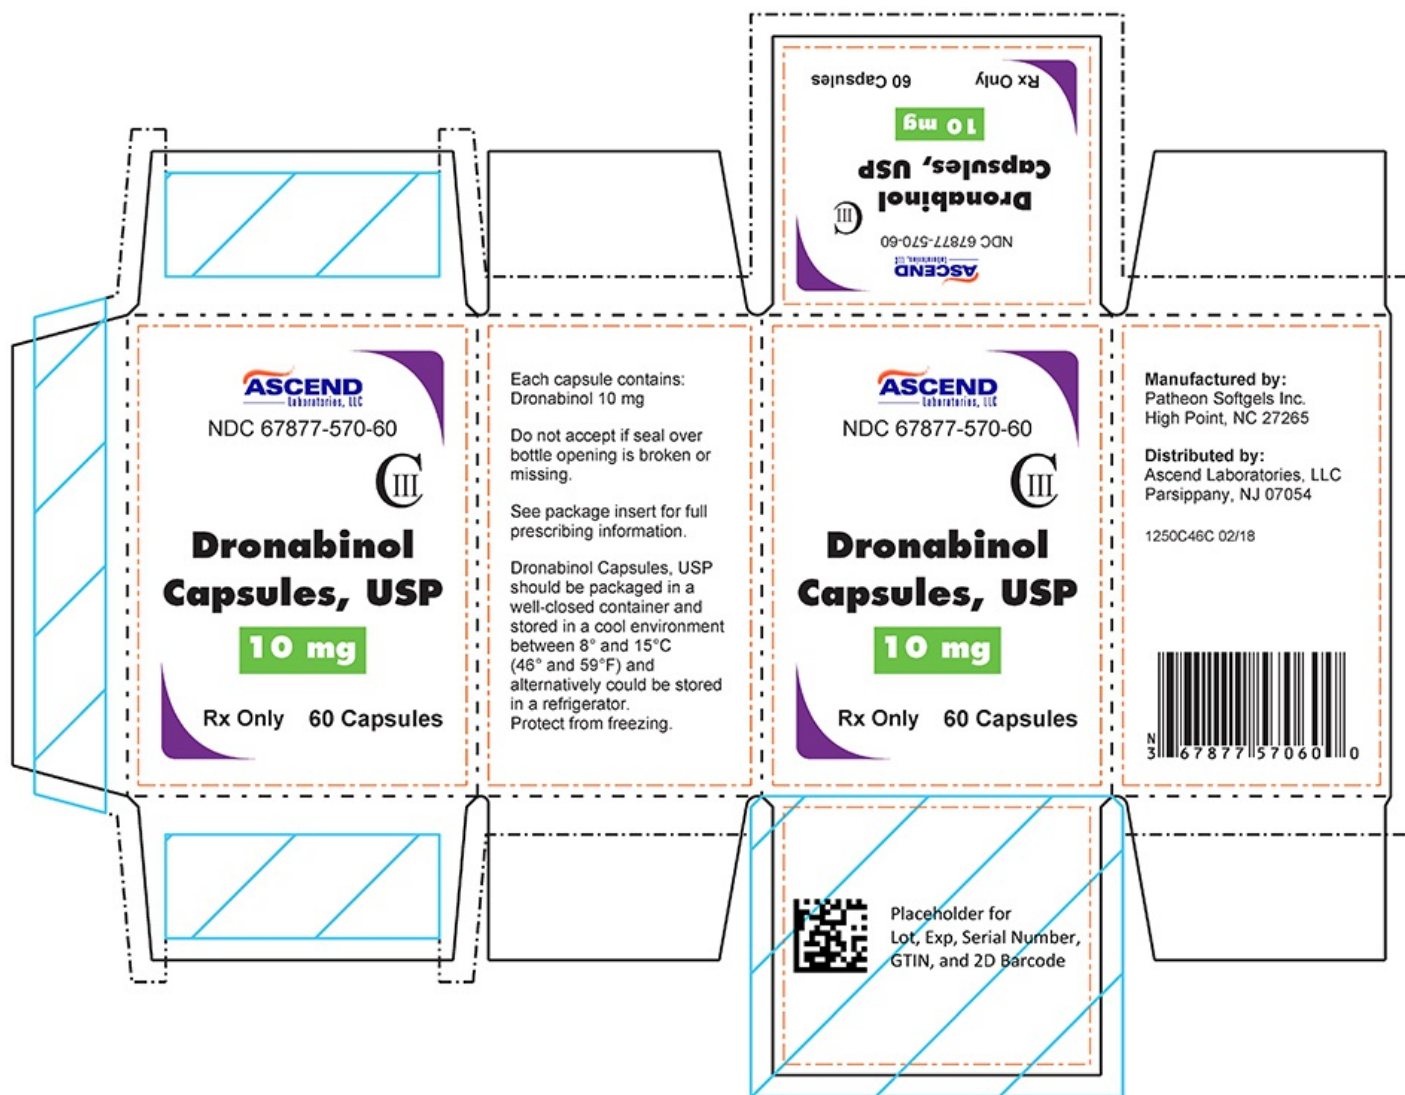 Rx Only 60 Capsules
10 mg
Dronabinol
Capsules, USP
CIII
NDC 67877-570-60
ASCEND
Laboratories, LLC
ASCEND
Laboratories, LLC
NDC 67877-570-60
CIII
Dronabinol
Capsules, USP
10 mg
Rx Only 60 Capsules
Each capsule contains:
Dronabinol 10 mg
Do not accept if seal over
bottle opening is broken or
missing.
See package insert for full
prescribing information.
Dronabinol Capsules, USP
should be packaged in a
well-closed container and
stored in a cool environment
between 8° and 15°C
(46° and 59°F) and
alternatively could be stored
in a refrigerator.
Protect from freezing.
ASCEND
Laboratories, LLC
NDC 67877-570-60
CIII
Dronabinol
Capsules, USP
10 mg
Rx Only 60 Capsules
Manufactured by:
Patheon Softgels Inc.
High Point, NC 27265
Distributed by:
Ascend Laboratories, LLC
Parsippany, NJ 07054
1250C46C 02/18
N
3 67877 57060 0
Placeholder for
Lot, Exp, Serial Number,
GTIN, and 2D Barcode